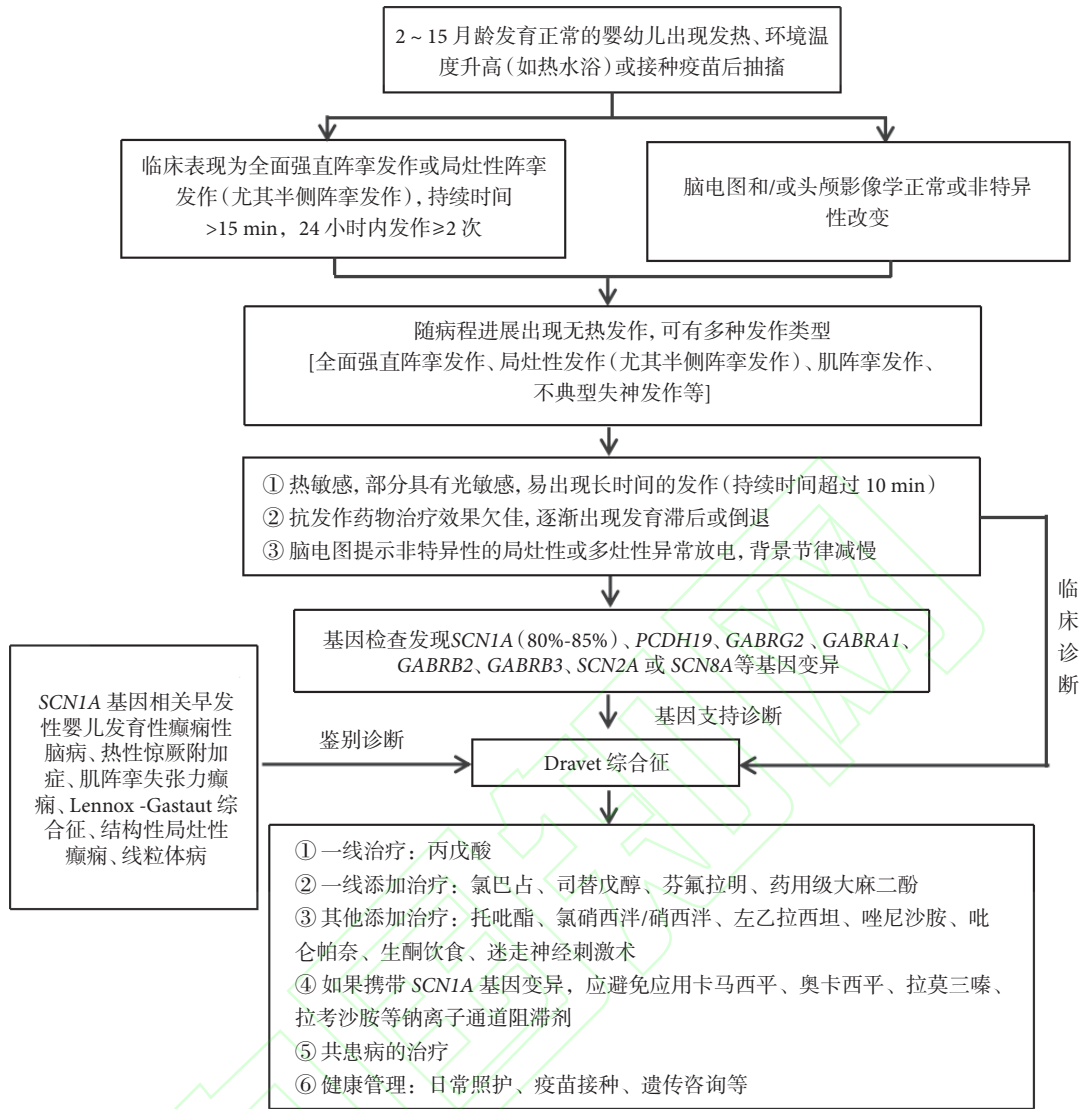 2～15 月龄发育正常的婴幼儿出现发热、环境温
度升高（如热水浴）或接种疫苗后抽搐
临床表现为全面强直阵挛发作或局灶性阵挛
发作（尤其半侧阵挛发作），持续时间
>15 min，24 小时内发作≥2 次
脑电图和/或头颅影像学正常或非特异
性改变
随病程进展出现无热发作，可有多种发作类型
[全面强直阵挛发作、局灶性发作（尤其半侧阵挛发作）、肌阵挛发作、
不典型失神发作等]
① 热敏感，部分具有光敏感，易出现长时间的发作（持续时间超过 10 min）
② 抗发作药物治疗效果欠佳，逐渐出现发育滞后或倒退
③ 脑电图提示非特异性的局灶性或多灶性异常放电，背景节律减慢
临
床
诊
断
基因检查发现SCN1A（80%-85%）、PCDH19、GABRG2 、GABRA1、
GABRB2、GABRB3、SCN2A 或 SCN8A等基因变异
基因支持诊断
SCN1A 基因相关早发
性婴儿发育性癫痫性
脑病、热性惊厥附加
症、肌阵挛失张力癫
痫、Lennox -Gastaut 综
合征、结构性局灶性
癫痫、线粒体病
鉴别诊断
Dravet 综合征
① 一线治疗：丙戊酸
② 一线添加治疗：氯巴占、司替戊醇、芬氟拉明、药用级大麻二酚
③ 其他添加治疗：托吡酯、氯硝西泮/硝西泮、左乙拉西坦、唑尼沙胺、吡
仑帕奈、生酮饮食、迷走神经刺激术
④ 如果携带 SCN1A 基因变异，应避免应用卡马西平、奥卡西平、拉莫三嗪、
拉考沙胺等钠离子通道阻滞剂
⑤ 共患病的治疗
⑥ 健康管理：日常照护、疫苗接种、遗传咨询等